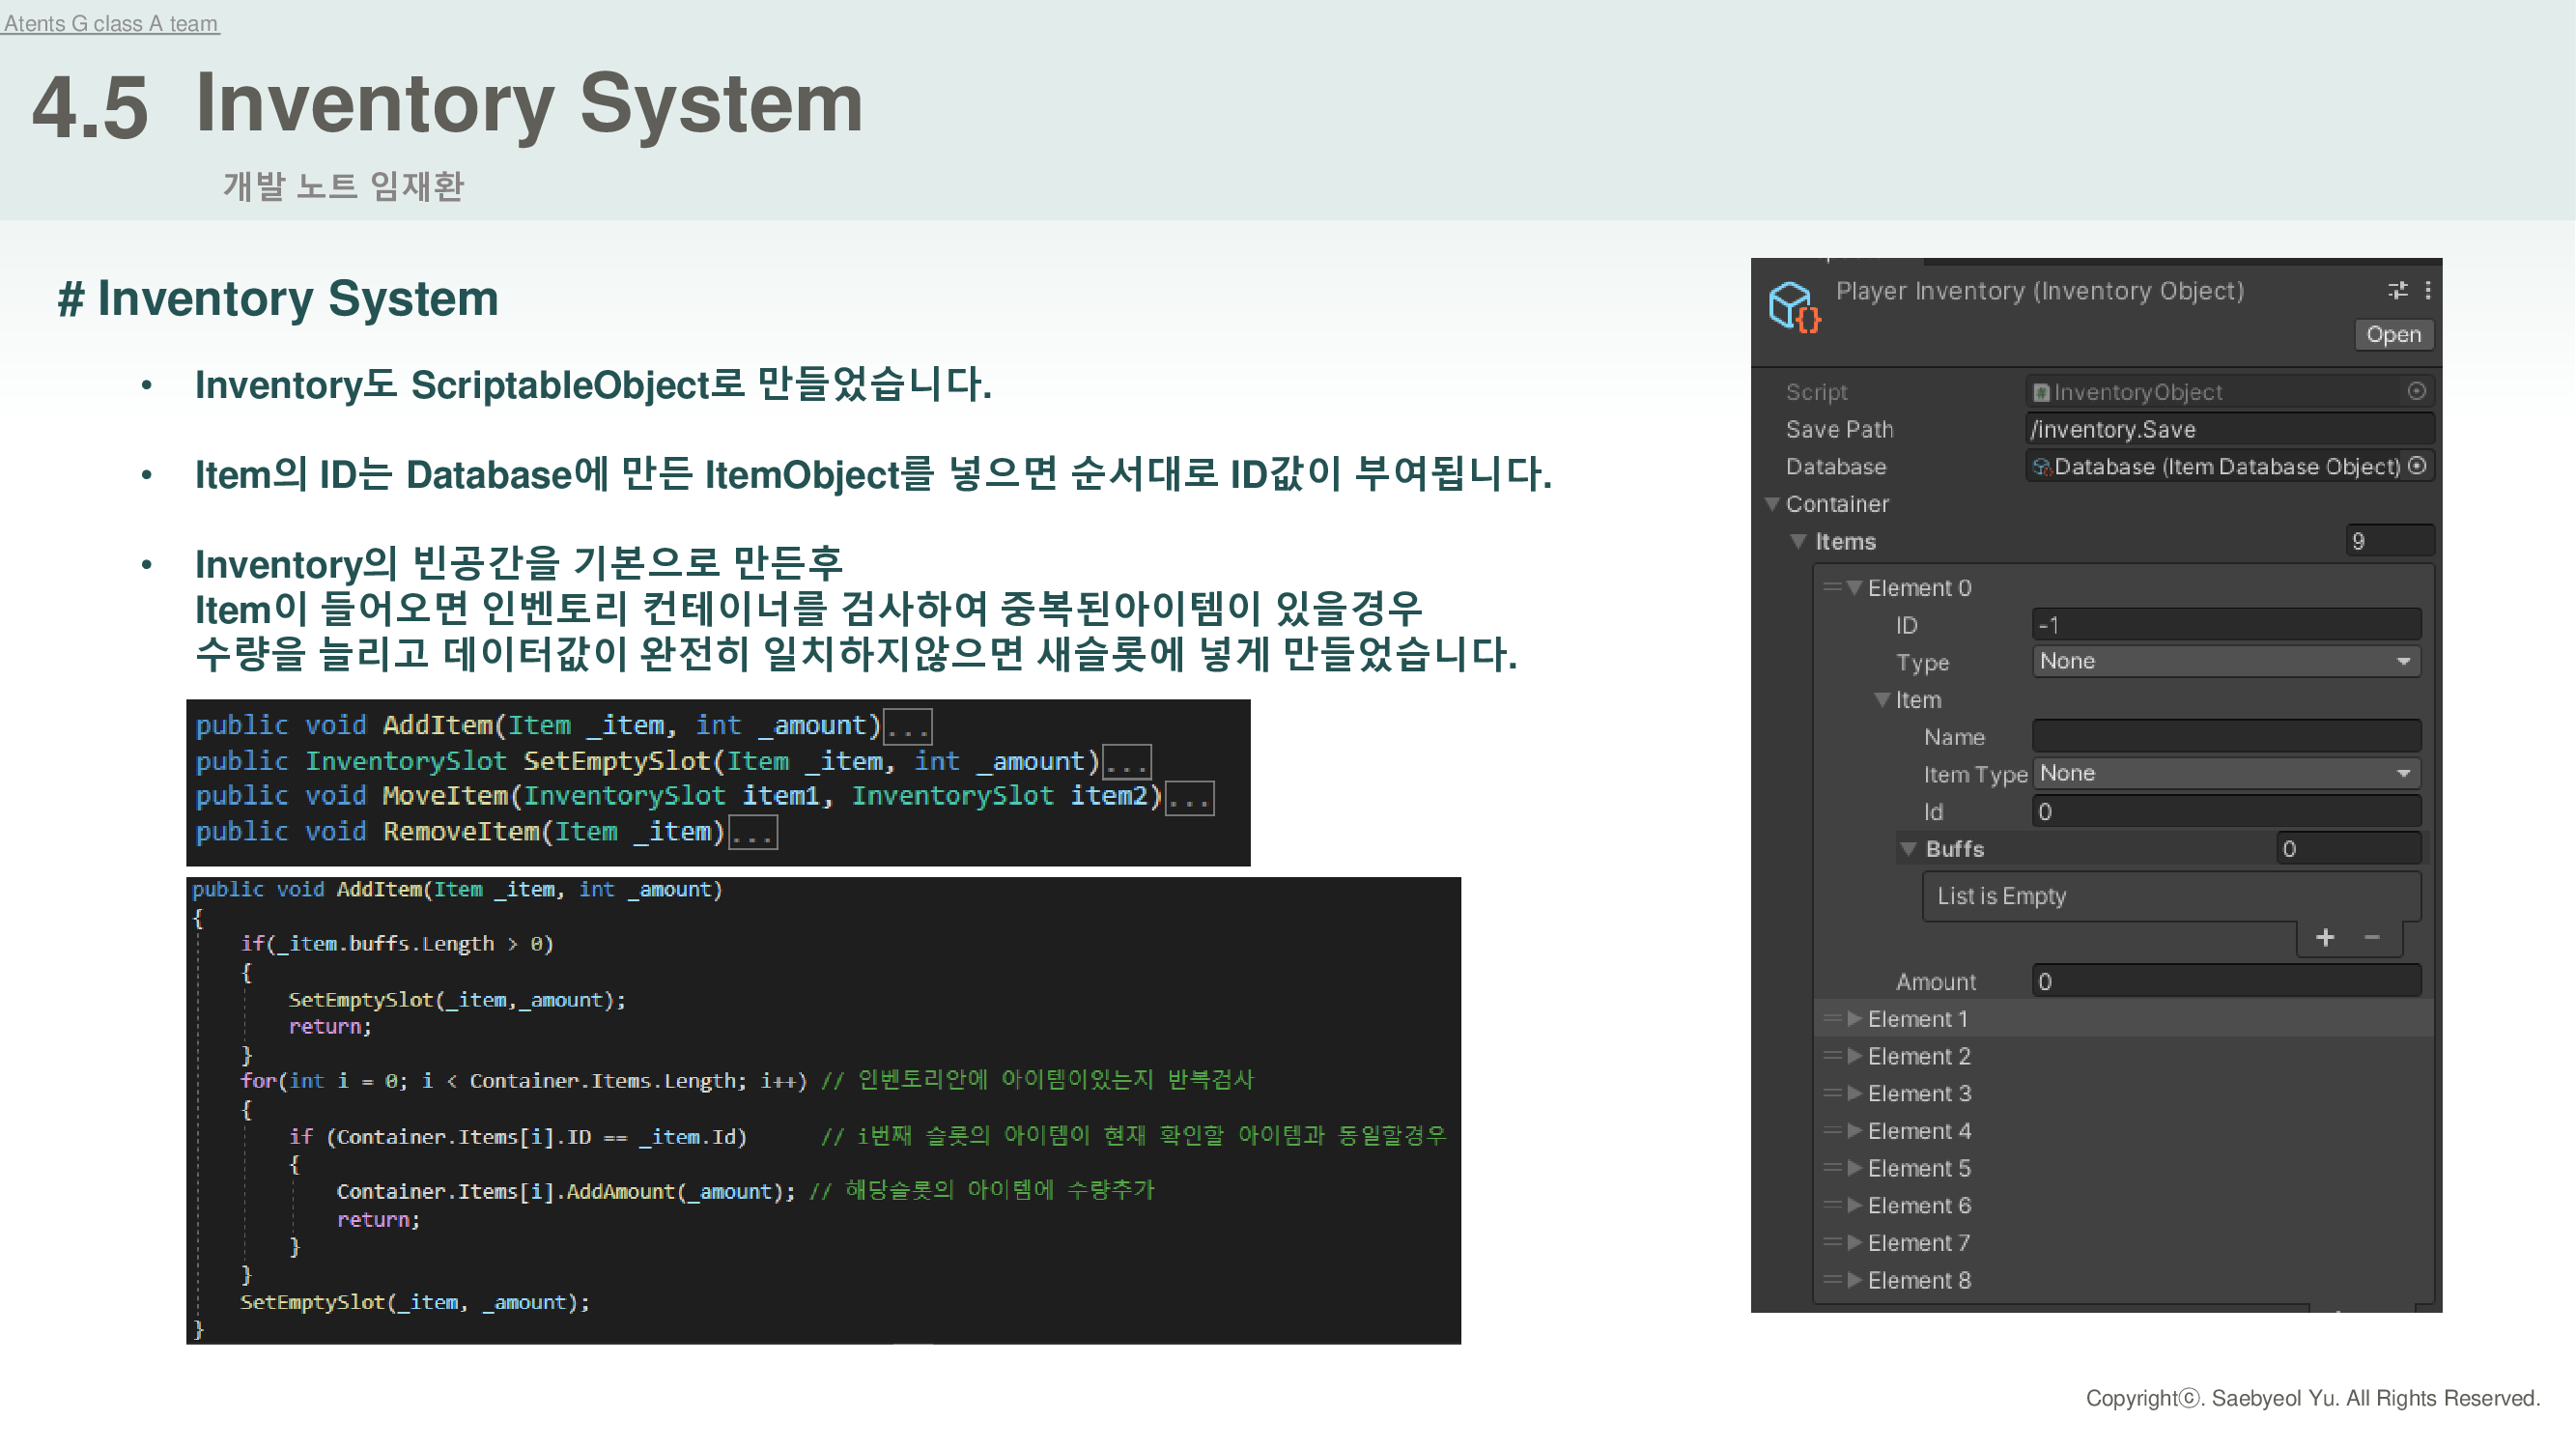 Atents G class A team
4.5 Inventory System
개발 노트 임재환
# Inventory System
• Inventory도 ScriptableObject로 만들었습니다.
• Item의 ID는 Database에 만든 ItemObject를 넣으면 순서대로 ID값이 부여됩니다.
• Inventory의 빈공간을 기본으로 만든후
Item이 들어오면 인벤토리 컨테이너를 검사하여 중복된아이템이 있을경우
수량을 늘리고 데이터값이 완전히 일치하지않으면 새슬롯에 넣게 만들었습니다.
public void AddItem(Item _item, int _amount)...
public InventorySlot SetEmptySlot(Item _item, int _amount)...
public void MoveItem(InventorySlot item1, InventorySlot item2)...
public void RemoveItem(Item _item)...
public void AddItem(Item _item, int _amount)
{
if(_item.buffs.Length > 0)
{
SetEmptySlot(_item,_amount);
return;
}
for(int i = 0; i < Container.Items.Length; i++) // 인벤토리안에 아이템이있는지 반복검사
{
if (Container.Items[i].ID == _item.Id) // i번째 슬롯의 아이템이 현재 확인할 아이템과 동일할경우
{
Container.Items[i].AddAmount(_amount); // 해당슬롯의 아이템에 수량추가
return;
}
}
SetEmptySlot(_item, _amount);
}
Player Inventory (Inventory Object)
Open
Script InventoryObject
Save Path /inventory.Save
Database Database (Item Database Object)
Container
Items 9
Element 0
ID -1
Type None
Item
Name
Item Type None
Id 0
Buffs 0
List is Empty
+ −
Amount 0
Element 1
Element 2
Element 3
Element 4
Element 5
Element 6
Element 7
Element 8
Copyrightⓒ. Saebyeol Yu. All Rights Reserved.